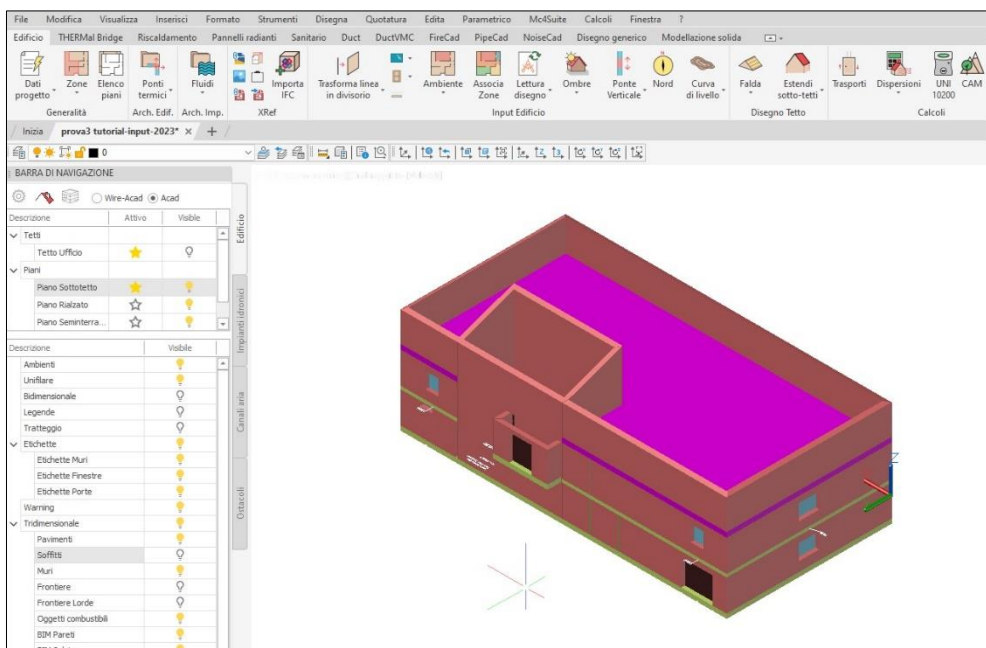 File Modifica Visualizza Inserisci Formato Strumenti Disegna Quotatura Edita Parametrico Mc4Suite Calcoli Finestra ?
Edificio THERMal Bridge Riscaldamento Pannelli radianti Sanitario Duct DuctVMC FireCad PipeCad NoiseCad Disegno generico Modellazione solida
Dati progetto Zone Elenco piani Ponti termici Fluidi Importa IFC Trasforma linea in divisorio Ambiente Associa Zone Lettura disegno Ombre Ponte Verticale Nord Curva di livello Falda Estendi sotto-tetti Trasporti Dispersioni UNI 10200 CAM
Generalità Arch. Edif. Arch. Imp. XRef Input Edificio Disegno Tetto Calcoli
Inizia prova3 tutorial-input-2023* × +
0
BARRA DI NAVIGAZIONE
Wire-Acad Acad
Descrizione Attivo Visible
Tetti
Tetto Ufficio
Piani
Piano Sottotetto
Piano Rialzato
Piano Seminterra...
Descrizione Visible
Ambienti
Unifilare
Bidimensionale
Legende
Tratteggio
Etichette
Etichette Muri
Etichette Finestre
Etichette Porte
Warning
Tridimensionale
Pavimenti
Soffitti
Muri
Frontiere
Frontiere Lorde
Oggetti combustibili
BIM Pareti
Edificio
Impianti idronici
Canali aria
Ostacoli
Z